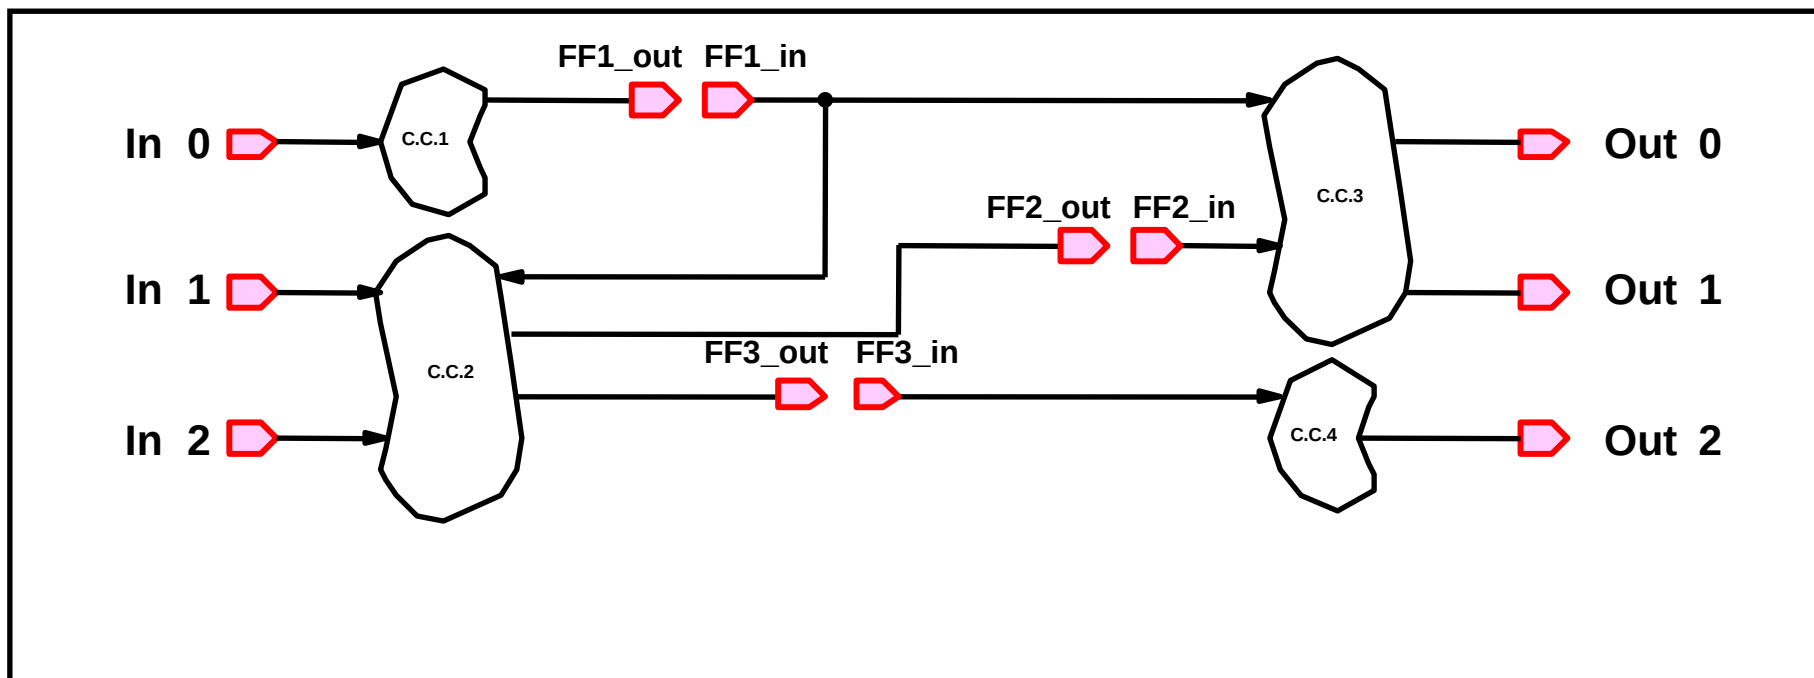 FF1_out FF1_in
In 0
C.C.1
Out 0
C.C.3
FF2_out FF2_in
In 1
Out 1
FF3_out FF3_in
C.C.2
In 2
C.C.4
Out 2